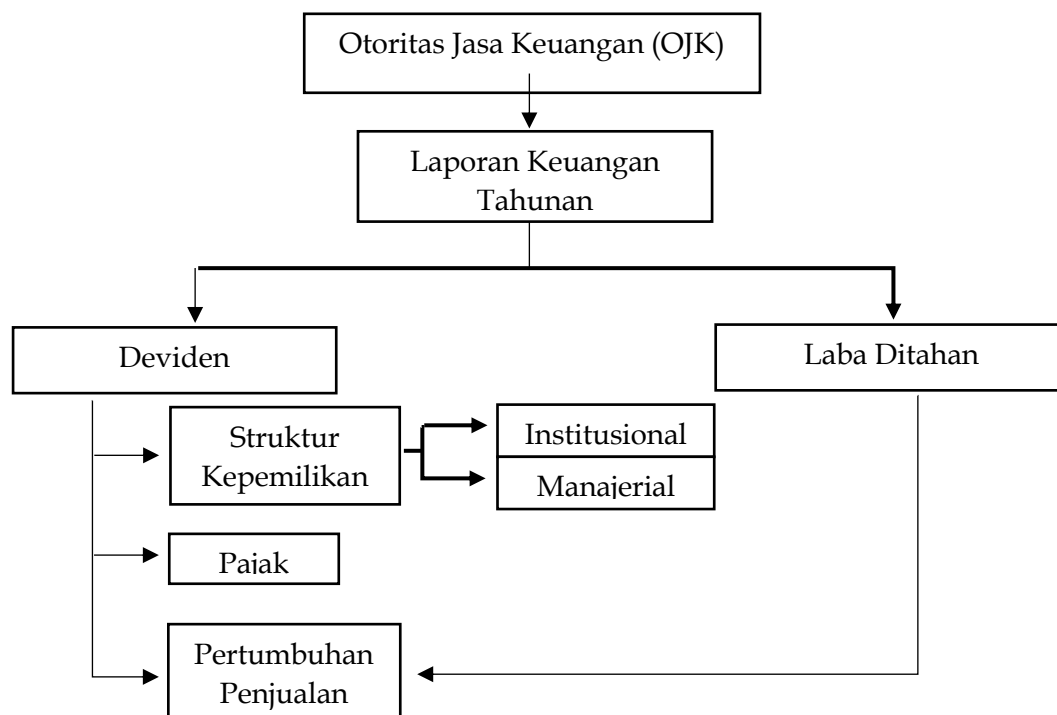 Otoritas Jasa Keuangan (OJK)
Laporan Keuangan
Tahunan
Deviden
Laba Ditahan
Struktur
Kepemilikan
Institusional
Manajerial
Pajak
Pertumbuhan
Penjualan